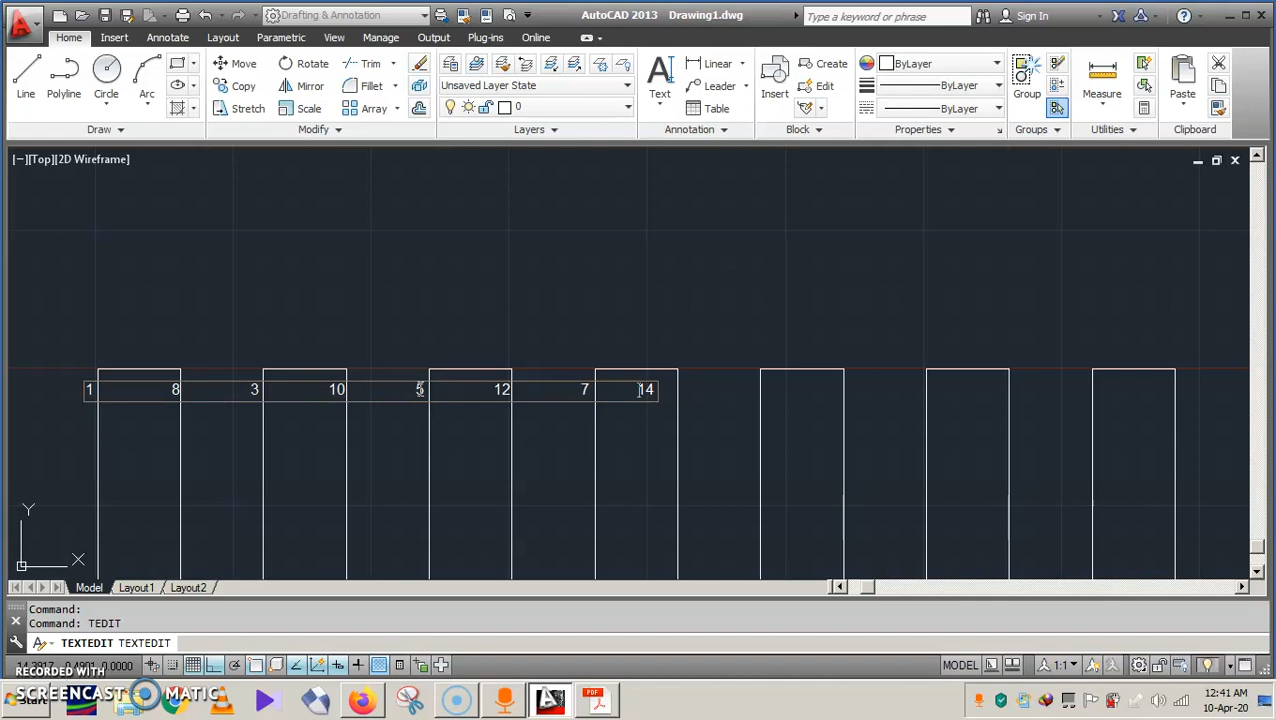 Drafting & Annotation
AutoCAD 2013 Drawing1.dwg
Type a keyword or phrase
Sign In
Home Insert Annotate Layout Parametric View Manage Output Plug-ins Online
Line Polyline Circle Arc
Move Rotate Trim
Copy Mirror Fillet
Stretch Scale Array
Unsaved Layer State
0
Text
Linear
Leader
Table
Insert
Create
Edit
ByLayer
ByLayer
ByLayer
Group Measure Paste
Draw Modify Layers Annotation Block Properties Groups Utilities Clipboard
[−][Top][2D Wireframe]
1 8 3 10 5 12 7 14
Y
X
Model Layout1 Layout2
Command:
Command: TEDIT
TEXTEDIT TEXTEDIT
0.0000
MODEL
1:1
RECORDED WITH
SCREENCAST MATIC
Start
PDF
12:41 AM
10-Apr-20